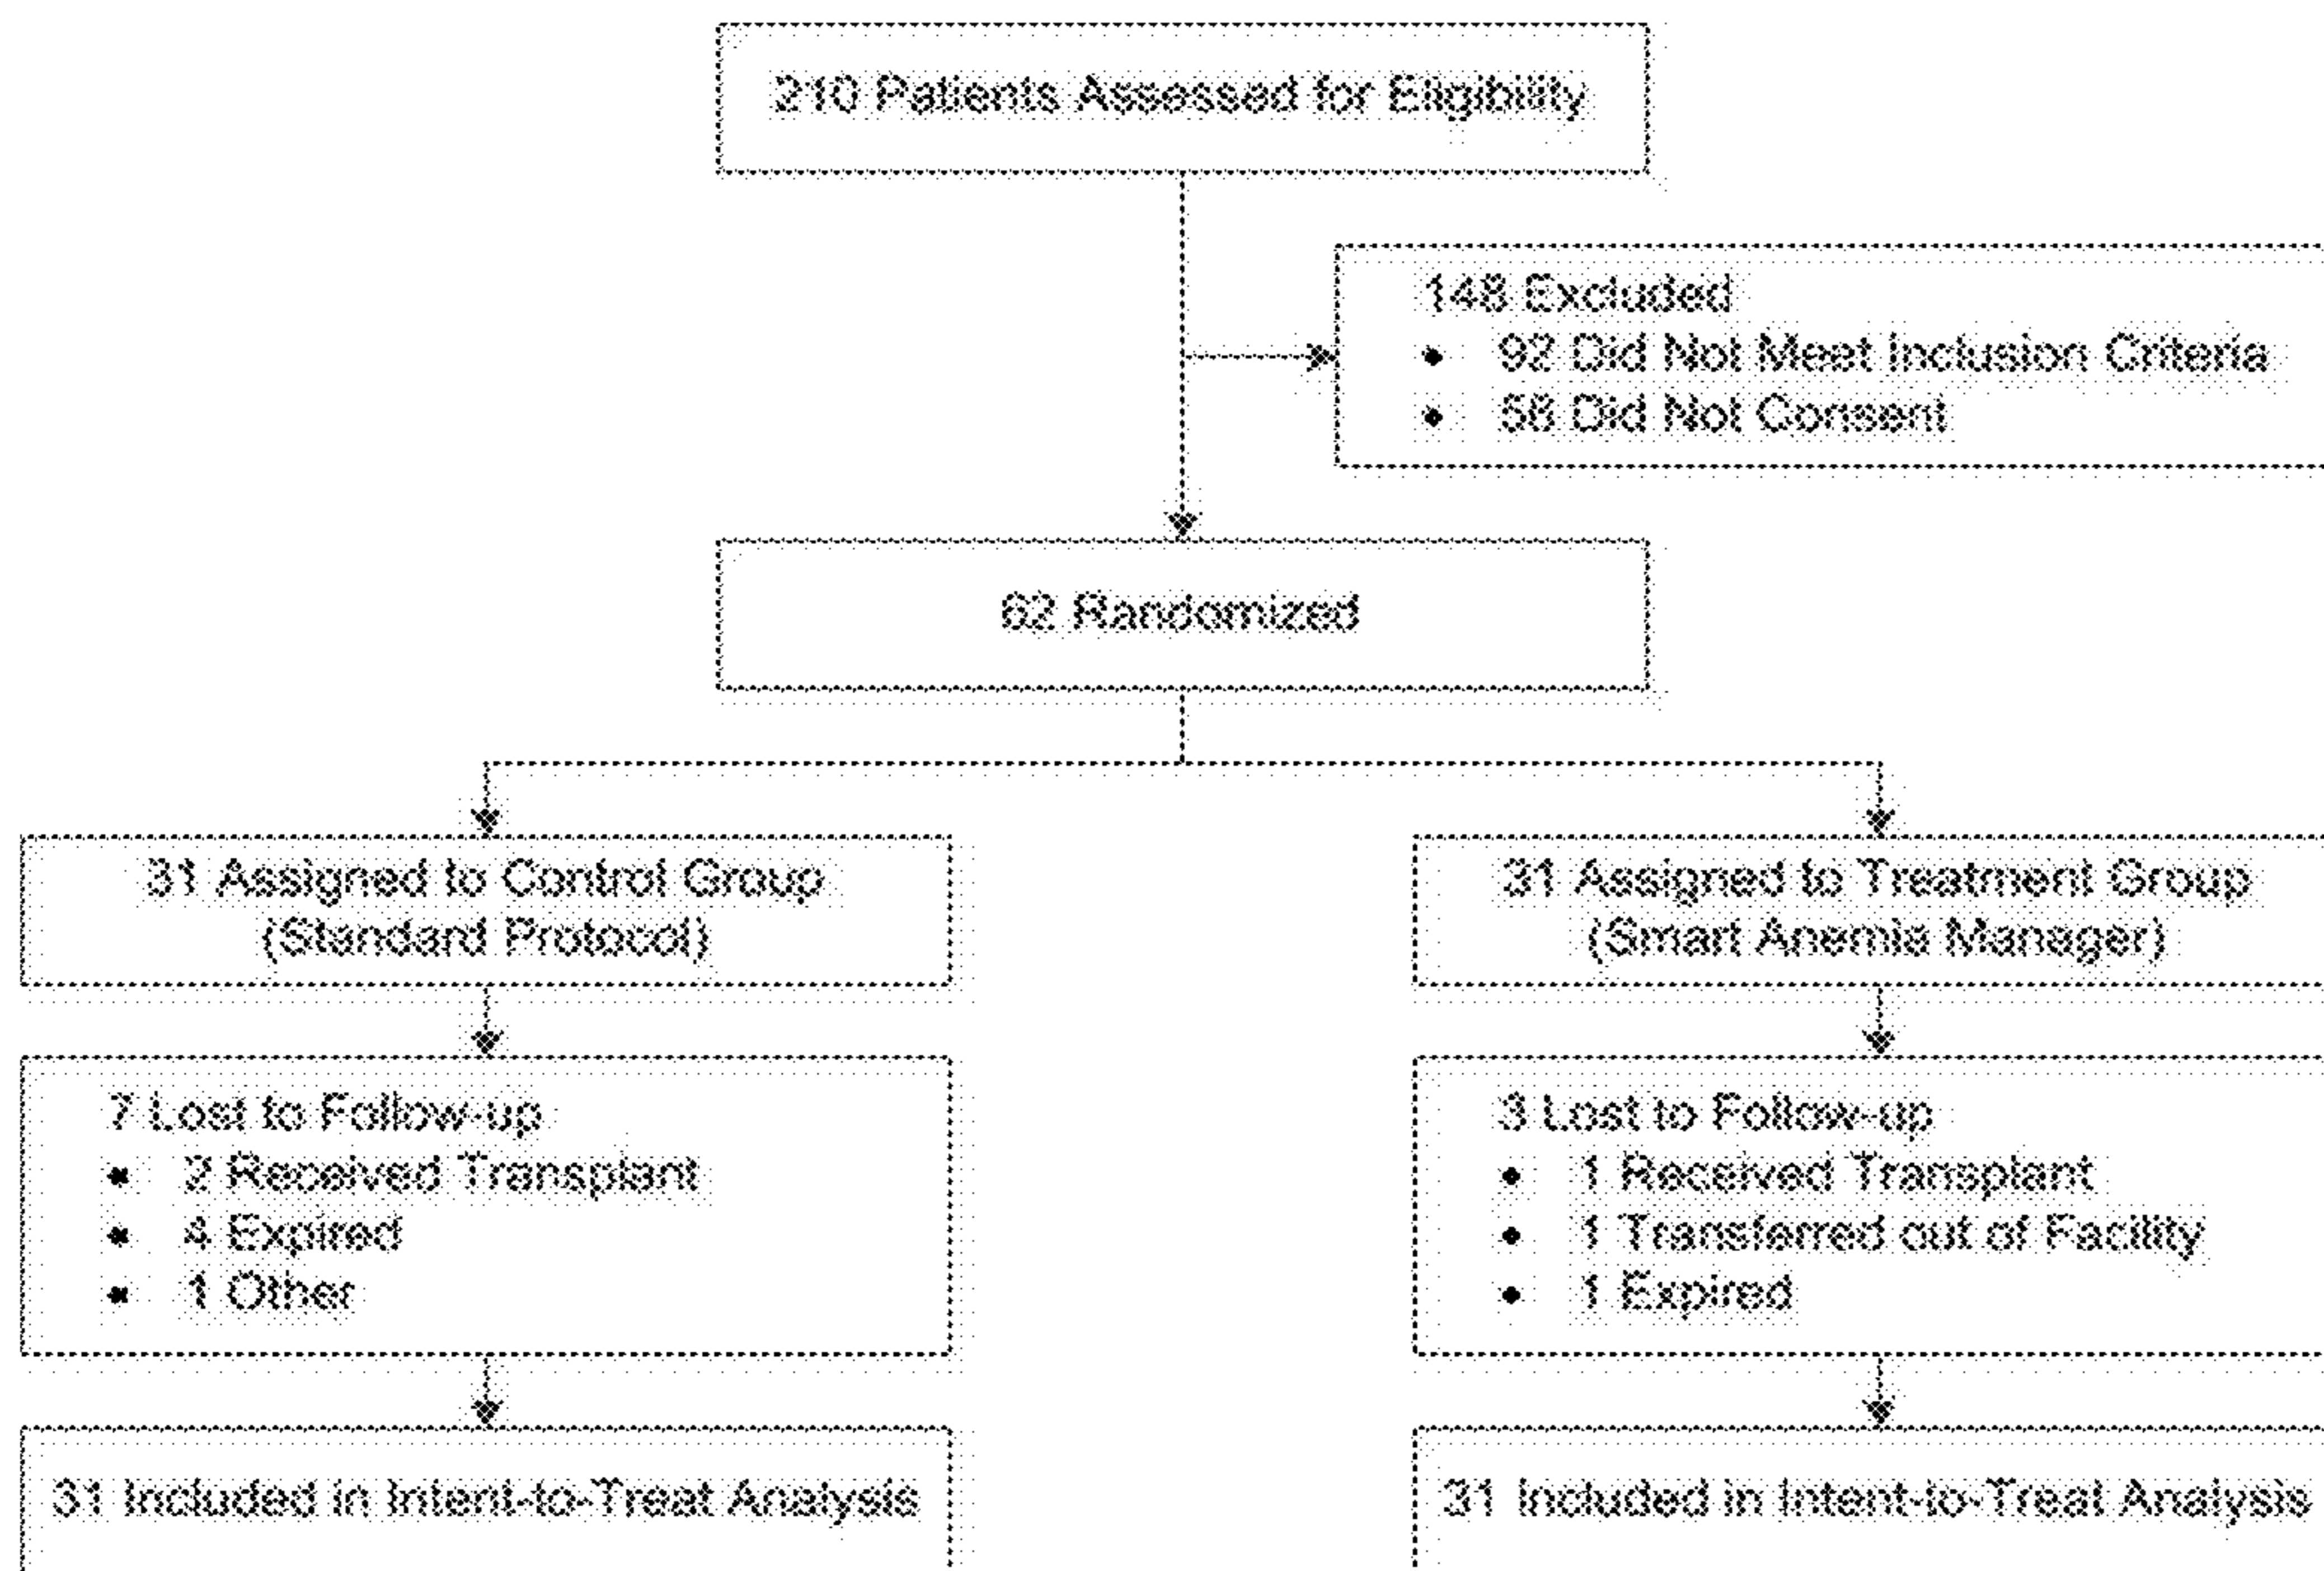 210 Patients Assessed for Eligibility
148 Excluded
• 92 Did Not Meet Inclusion Criteria
• 56 Did Not Consent
62 Randomized
31 Assigned to Control Group
(Standard Protocol)
31 Assigned to Treatment Group
(Smart Anemia Manager)
7 Lost to Follow-up
• 2 Received Transplant
• 4 Expired
• 1 Other
3 Lost to Follow-up
• 1 Received Transplant
• 1 Transferred out of Facility
• 1 Expired
31 Included in Intent-to-Treat Analysis
31 Included in Intent-to-Treat Analysis